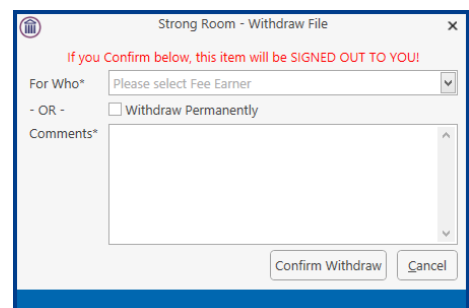 Strong Room - Withdraw File
If you Confirm below, this item will be SIGNED OUT TO YOU!
For Who* Please select Fee Earner
- OR - Withdraw Permanently
Comments*
Confirm Withdraw Cancel